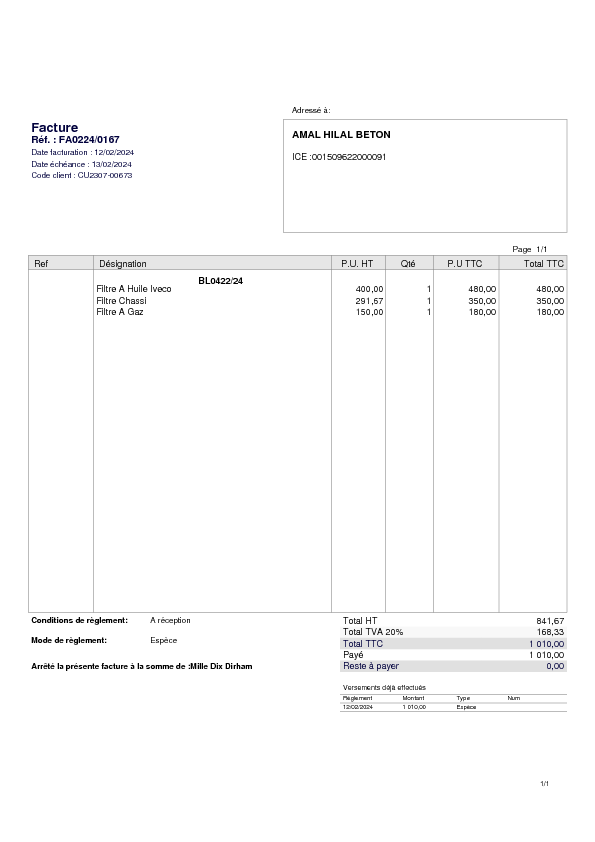 Adressé à:
Facture
Réf. : FA0224/0167
Date facturation : 12/02/2024
Date échéance : 13/02/2024
Code client : CU2307-00673
AMAL HILAL BETON
ICE :001509622000091
Page 1/1
Ref Désignation P.U. HT Qté P.U TTC Total TTC
BL0422/24
Filtre A Huile Iveco 400,00 1 480,00 480,00
Filtre Chassi 291,67 1 350,00 350,00
Filtre A Gaz 150,00 1 180,00 180,00
Conditions de règlement: A réception
Mode de règlement: Espèce
Arrêté la présente facture à la somme de :Mille Dix Dirham
Total HT 841,67
Total TVA 20% 168,33
Total TTC 1 010,00
Payé 1 010,00
Reste à payer 0,00
Versements déjà effectués
Règlement Montant Type Num
12/02/2024 1 010,00 Espèce
1/1